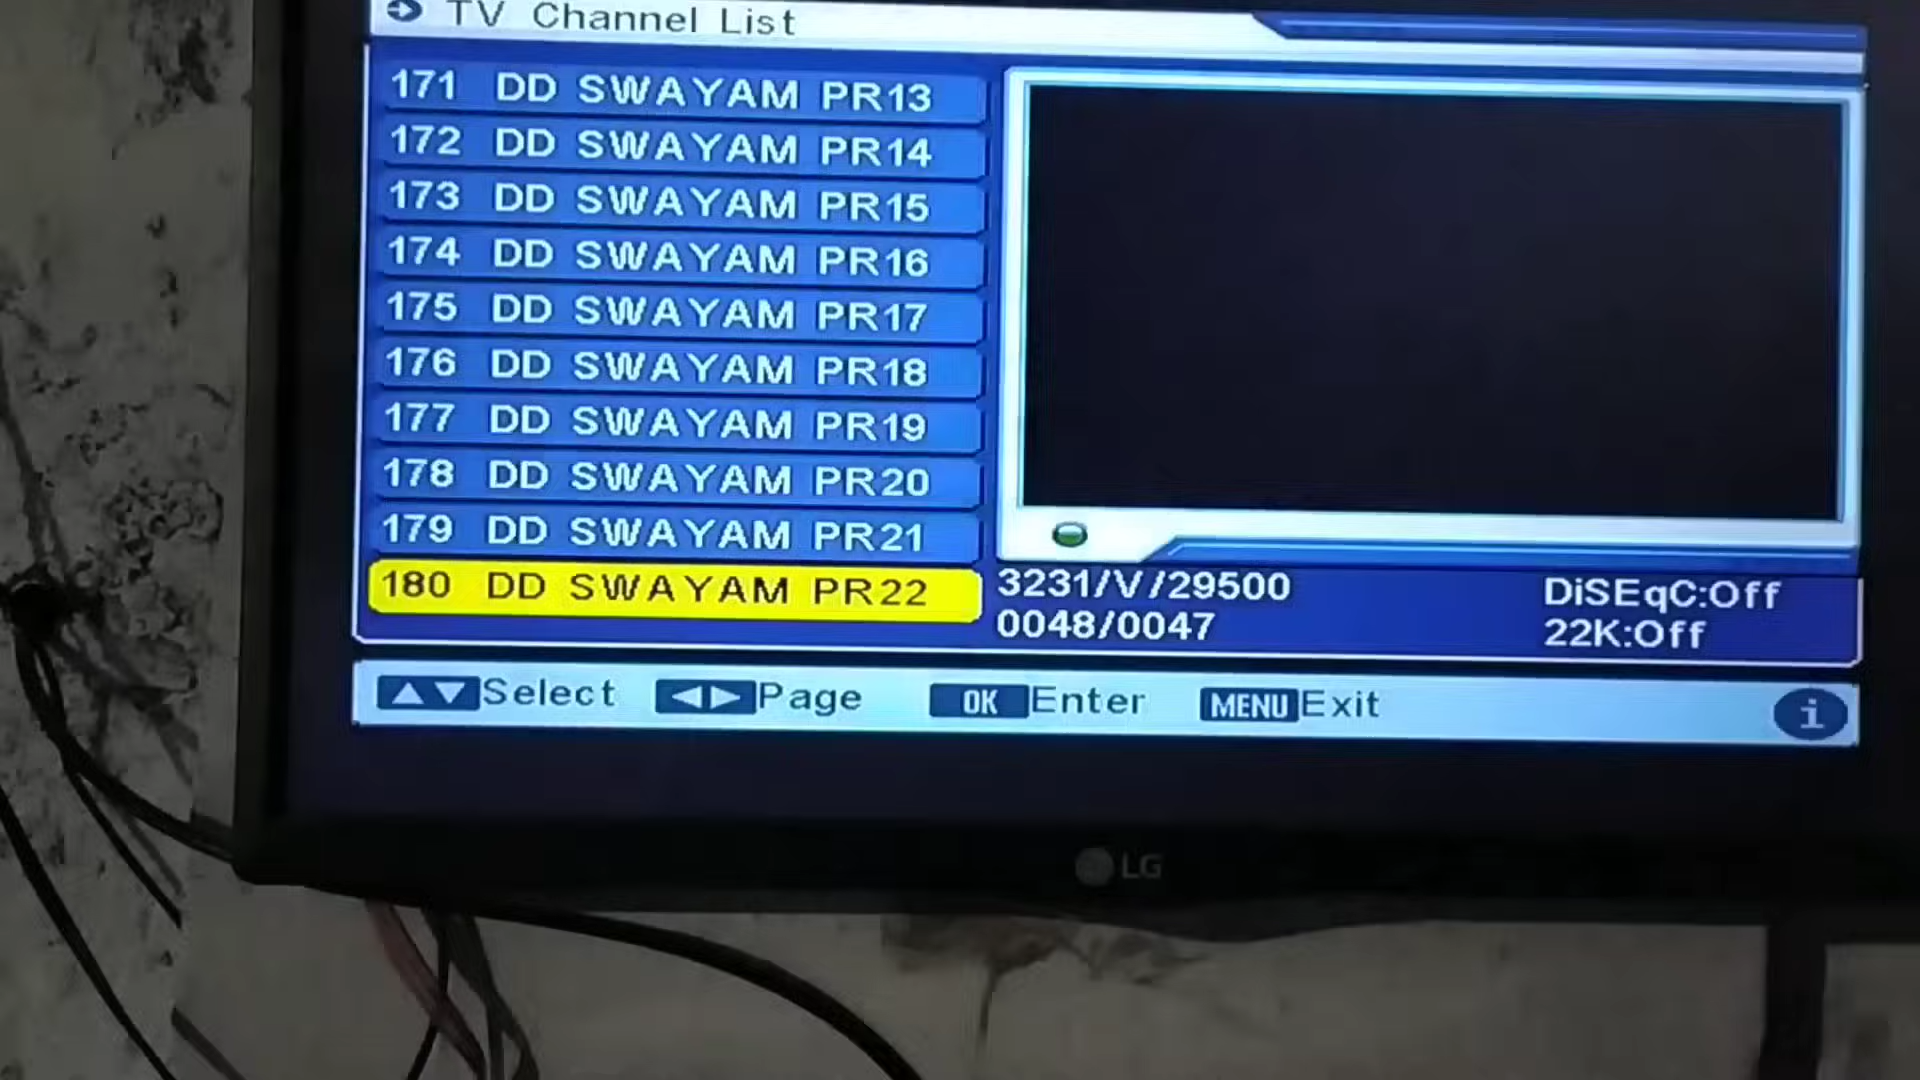 TV Channel List
171 DD SWAYAM PR13
172 DD SWAYAM PR14
173 DD SWAYAM PR15
174 DD SWAYAM PR16
175 DD SWAYAM PR17
176 DD SWAYAM PR18
177 DD SWAYAM PR19
178 DD SWAYAM PR20
179 DD SWAYAM PR21
180 DD SWAYAM PR22
3231/V/29500 DiSEqC:Off
0048/0047 22K:Off
Select Page OK Enter MENU Exit i
LG